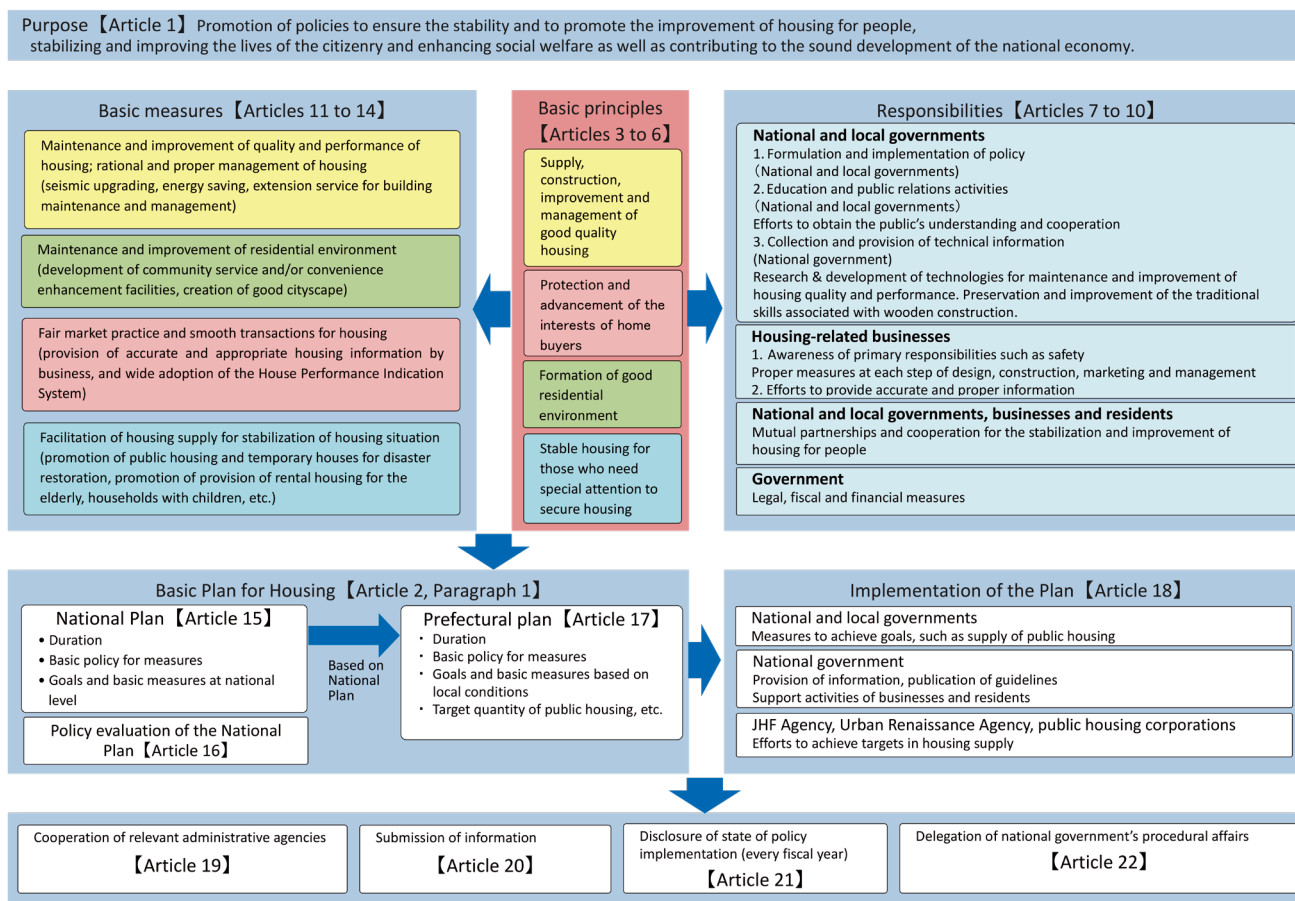 Purpose【Article 1】Promotion of policies to ensure the stability and to promote the improvement of housing for people,
stabilizing and improving the lives of the citizenry and enhancing social welfare as well as contributing to the sound development of the national economy.
Basic measures【Articles 11 to 14】
Maintenance and improvement of quality and performance of
housing; rational and proper management of housing
(seismic upgrading, energy saving, extension service for building
maintenance and management)
Maintenance and improvement of residential environment
(development of community service and/or convenience
enhancement facilities, creation of good cityscape)
Fair market practice and smooth transactions for housing
(provision of accurate and appropriate housing information by
business, and wide adoption of the House Performance Indication
System)
Facilitation of housing supply for stabilization of housing situation
(promotion of public housing and temporary houses for disaster
restoration, promotion of provision of rental housing for the
elderly, households with children, etc.)
Basic principles
【Articles 3 to 6】
Supply,
construction,
improvement and
management of
good quality
housing
Protection and
advancement of the
interests of home
buyers
Formation of good
residential
environment
Stable housing for
those who need
special attention to
secure housing
Responsibilities【Articles 7 to 10】
National and local governments
1. Formulation and implementation of policy
（National and local governments)
2. Education and public relations activities
（National and local governments）
Efforts to obtain the public's understanding and cooperation
3. Collection and provision of technical information
(National government)
Research & development of technologies for maintenance and improvement of
housing quality and performance. Preservation and improvement of the traditional
skills associated with wooden construction.
Housing-related businesses
1. Awareness of primary responsibilities such as safety
Proper measures at each step of design, construction, marketing and management
2. Efforts to provide accurate and proper information
National and local governments, businesses and residents
Mutual partnerships and cooperation for the stabilization and improvement of
housing for people
Government
Legal, fiscal and financial measures
Basic Plan for Housing【Article 2, Paragraph 1】
National Plan【Article 15】
• Duration
• Basic policy for measures
• Goals and basic measures at national
level
Policy evaluation of the National
Plan【Article 16】
Based on
National
Plan
Prefectural plan【Article 17】
・ Duration
・ Basic policy for measures
・ Goals and basic measures based on
local conditions
・ Target quantity of public housing, etc.
Implementation of the Plan【Article 18】
National and local governments
Measures to achieve goals, such as supply of public housing
National government
Provision of information, publication of guidelines
Support activities of businesses and residents
JHF Agency, Urban Renaissance Agency, public housing corporations
Efforts to achieve targets in housing supply
Cooperation of relevant administrative agencies
【Article 19】
Submission of information
【Article 20】
Disclosure of state of policy
implementation (every fiscal year)
【Article 21】
Delegation of national government's procedural affairs
【Article 22】